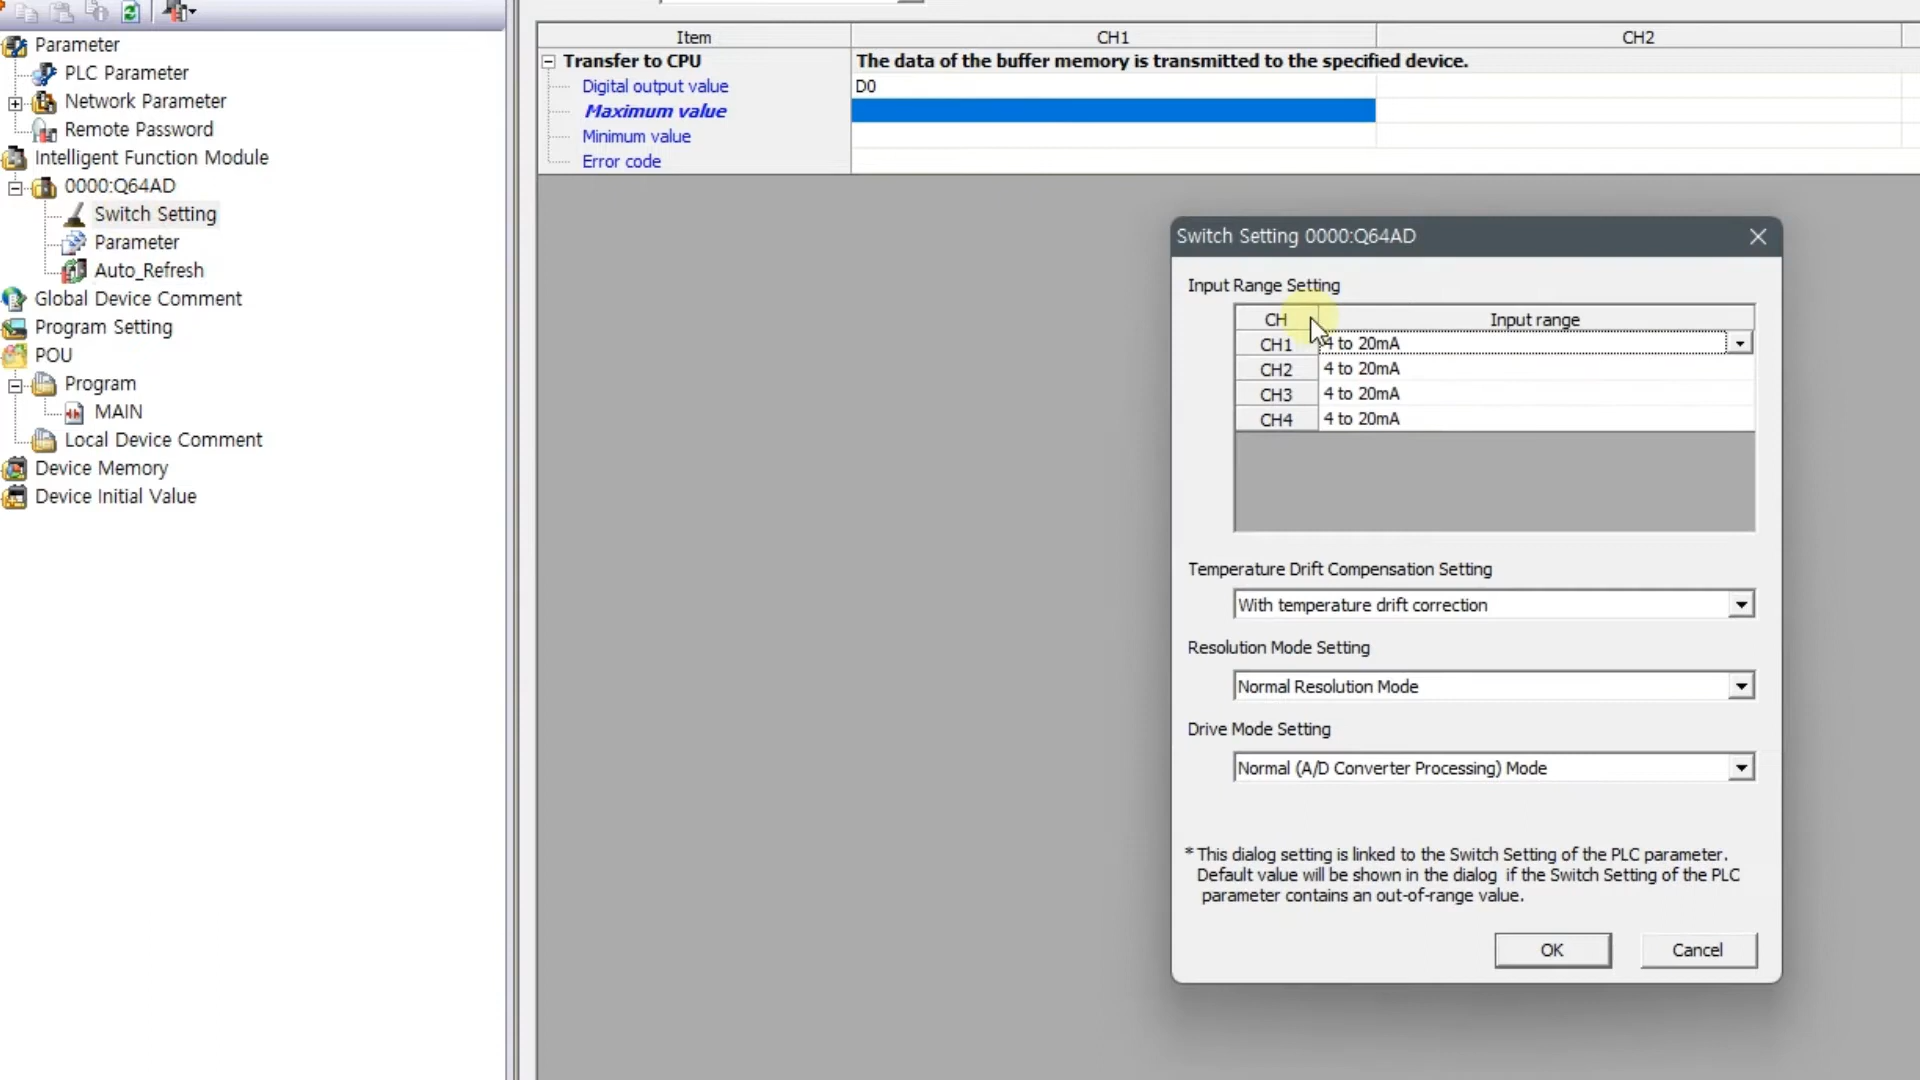 Parameter
PLC Parameter
Network Parameter
Remote Password
Intelligent Function Module
0000:Q64AD
Switch Setting
Parameter
Auto_Refresh
Global Device Comment
Program Setting
POU
Program
MAIN
Local Device Comment
Device Memory
Device Initial Value
Item CH1 CH2
Transfer to CPU The data of the buffer memory is transmitted to the specified device.
Digital output value D0
Maximum value
Minimum value
Error code
Switch Setting 0000:Q64AD
Input Range Setting
CH Input range
CH1 4 to 20mA
CH2 4 to 20mA
CH3 4 to 20mA
CH4 4 to 20mA
Temperature Drift Compensation Setting
With temperature drift correction
Resolution Mode Setting
Normal Resolution Mode
Drive Mode Setting
Normal (A/D Converter Processing) Mode
* This dialog setting is linked to the Switch Setting of the PLC parameter.
Default value will be shown in the dialog if the Switch Setting of the PLC
parameter contains an out-of-range value.
OK Cancel